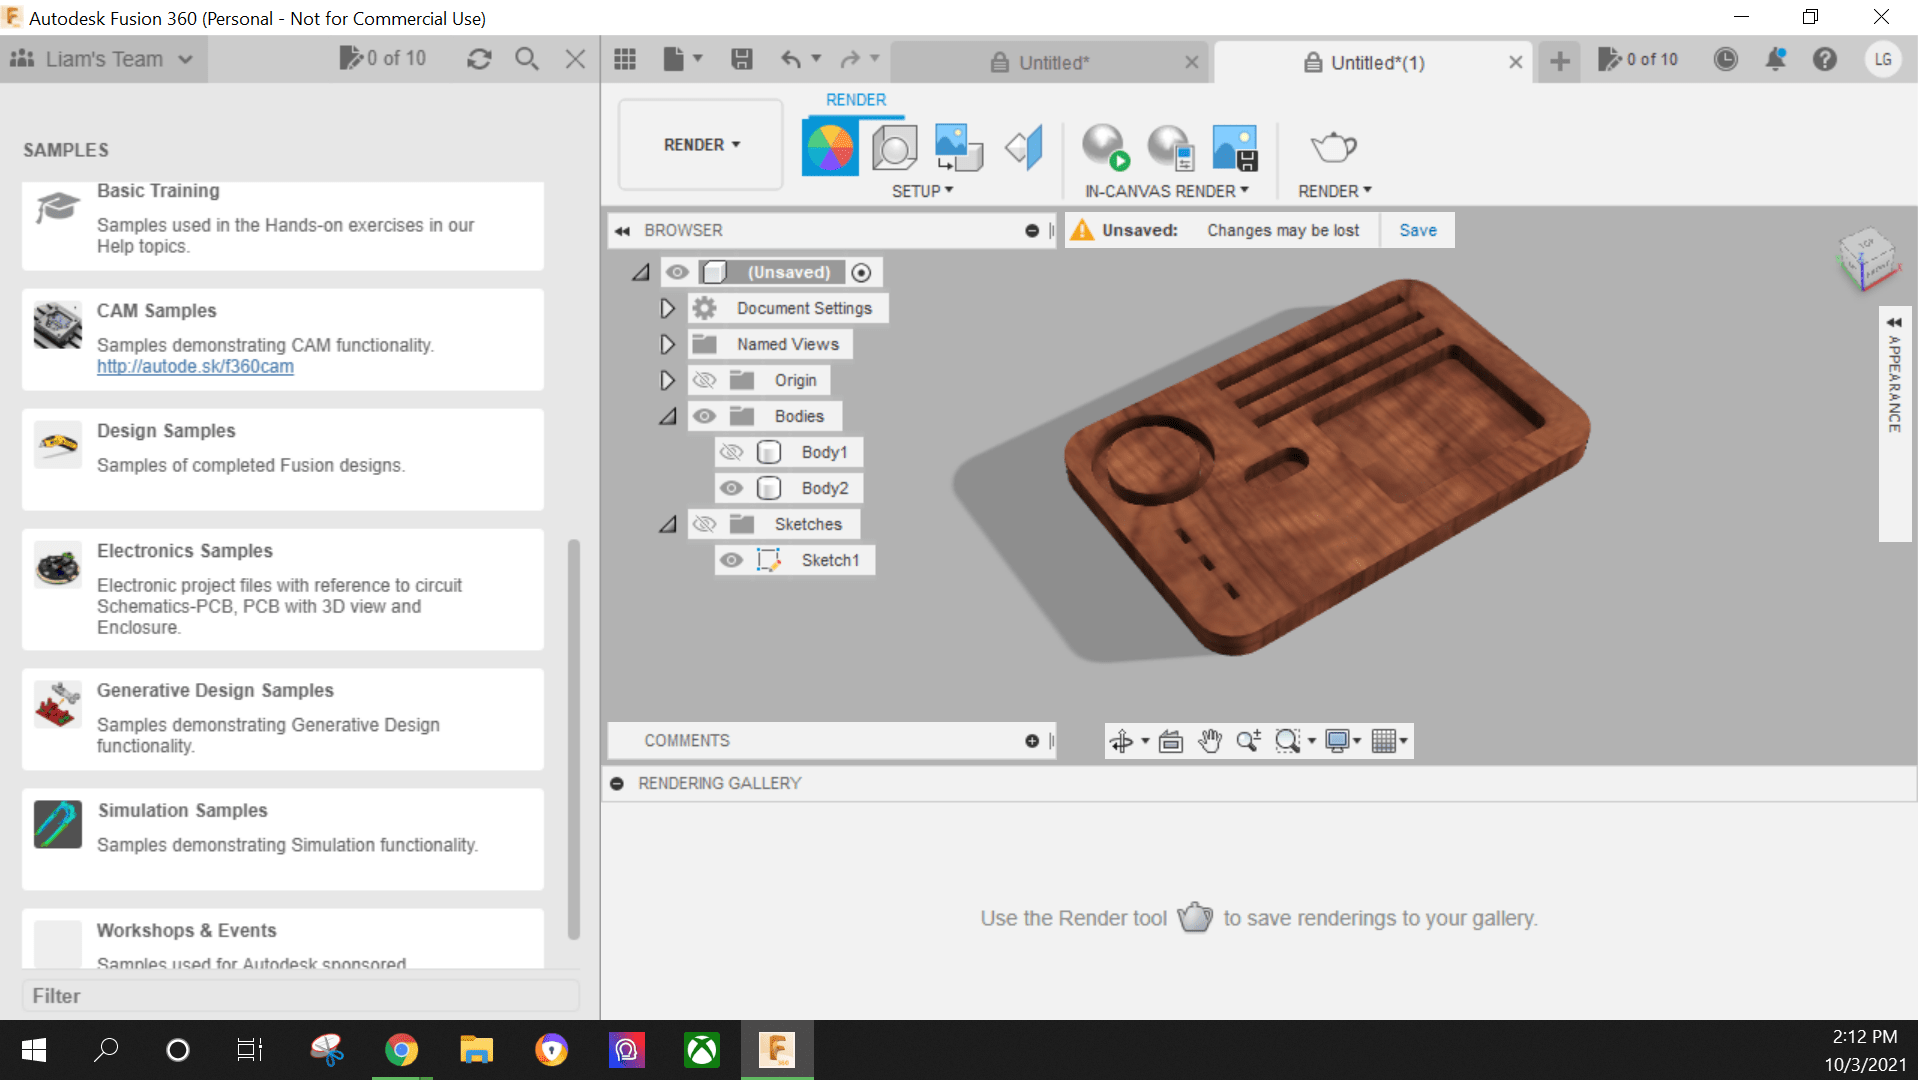 Autodesk Fusion 360 (Personal - Not for Commercial Use)
Liam's Team
0 of 10
Untitled*
Untitled*(1)
0 of 10
LG
SAMPLES
Basic Training
Samples used in the Hands-on exercises in our
Help topics.
CAM Samples
Samples demonstrating CAM functionality.
http://autode.sk/f360cam
Design Samples
Samples of completed Fusion designs.
Electronics Samples
Electronic project files with reference to circuit
Schematics-PCB, PCB with 3D view and
Enclosure.
Generative Design Samples
Samples demonstrating Generative Design
functionality.
Simulation Samples
Samples demonstrating Simulation functionality.
Workshops & Events
Samples used for Autodesk sponsored
Filter
RENDER
RENDER
SETUP
IN-CANVAS RENDER
RENDER
BROWSER
Unsaved:
Changes may be lost
Save
(Unsaved)
Document Settings
Named Views
Origin
Bodies
Body1
Body2
Sketches
Sketch1
TOP
FRONT
APPEARANCE
COMMENTS
RENDERING GALLERY
Use the Render tool to save renderings to your gallery.
2:12 PM
10/3/2021